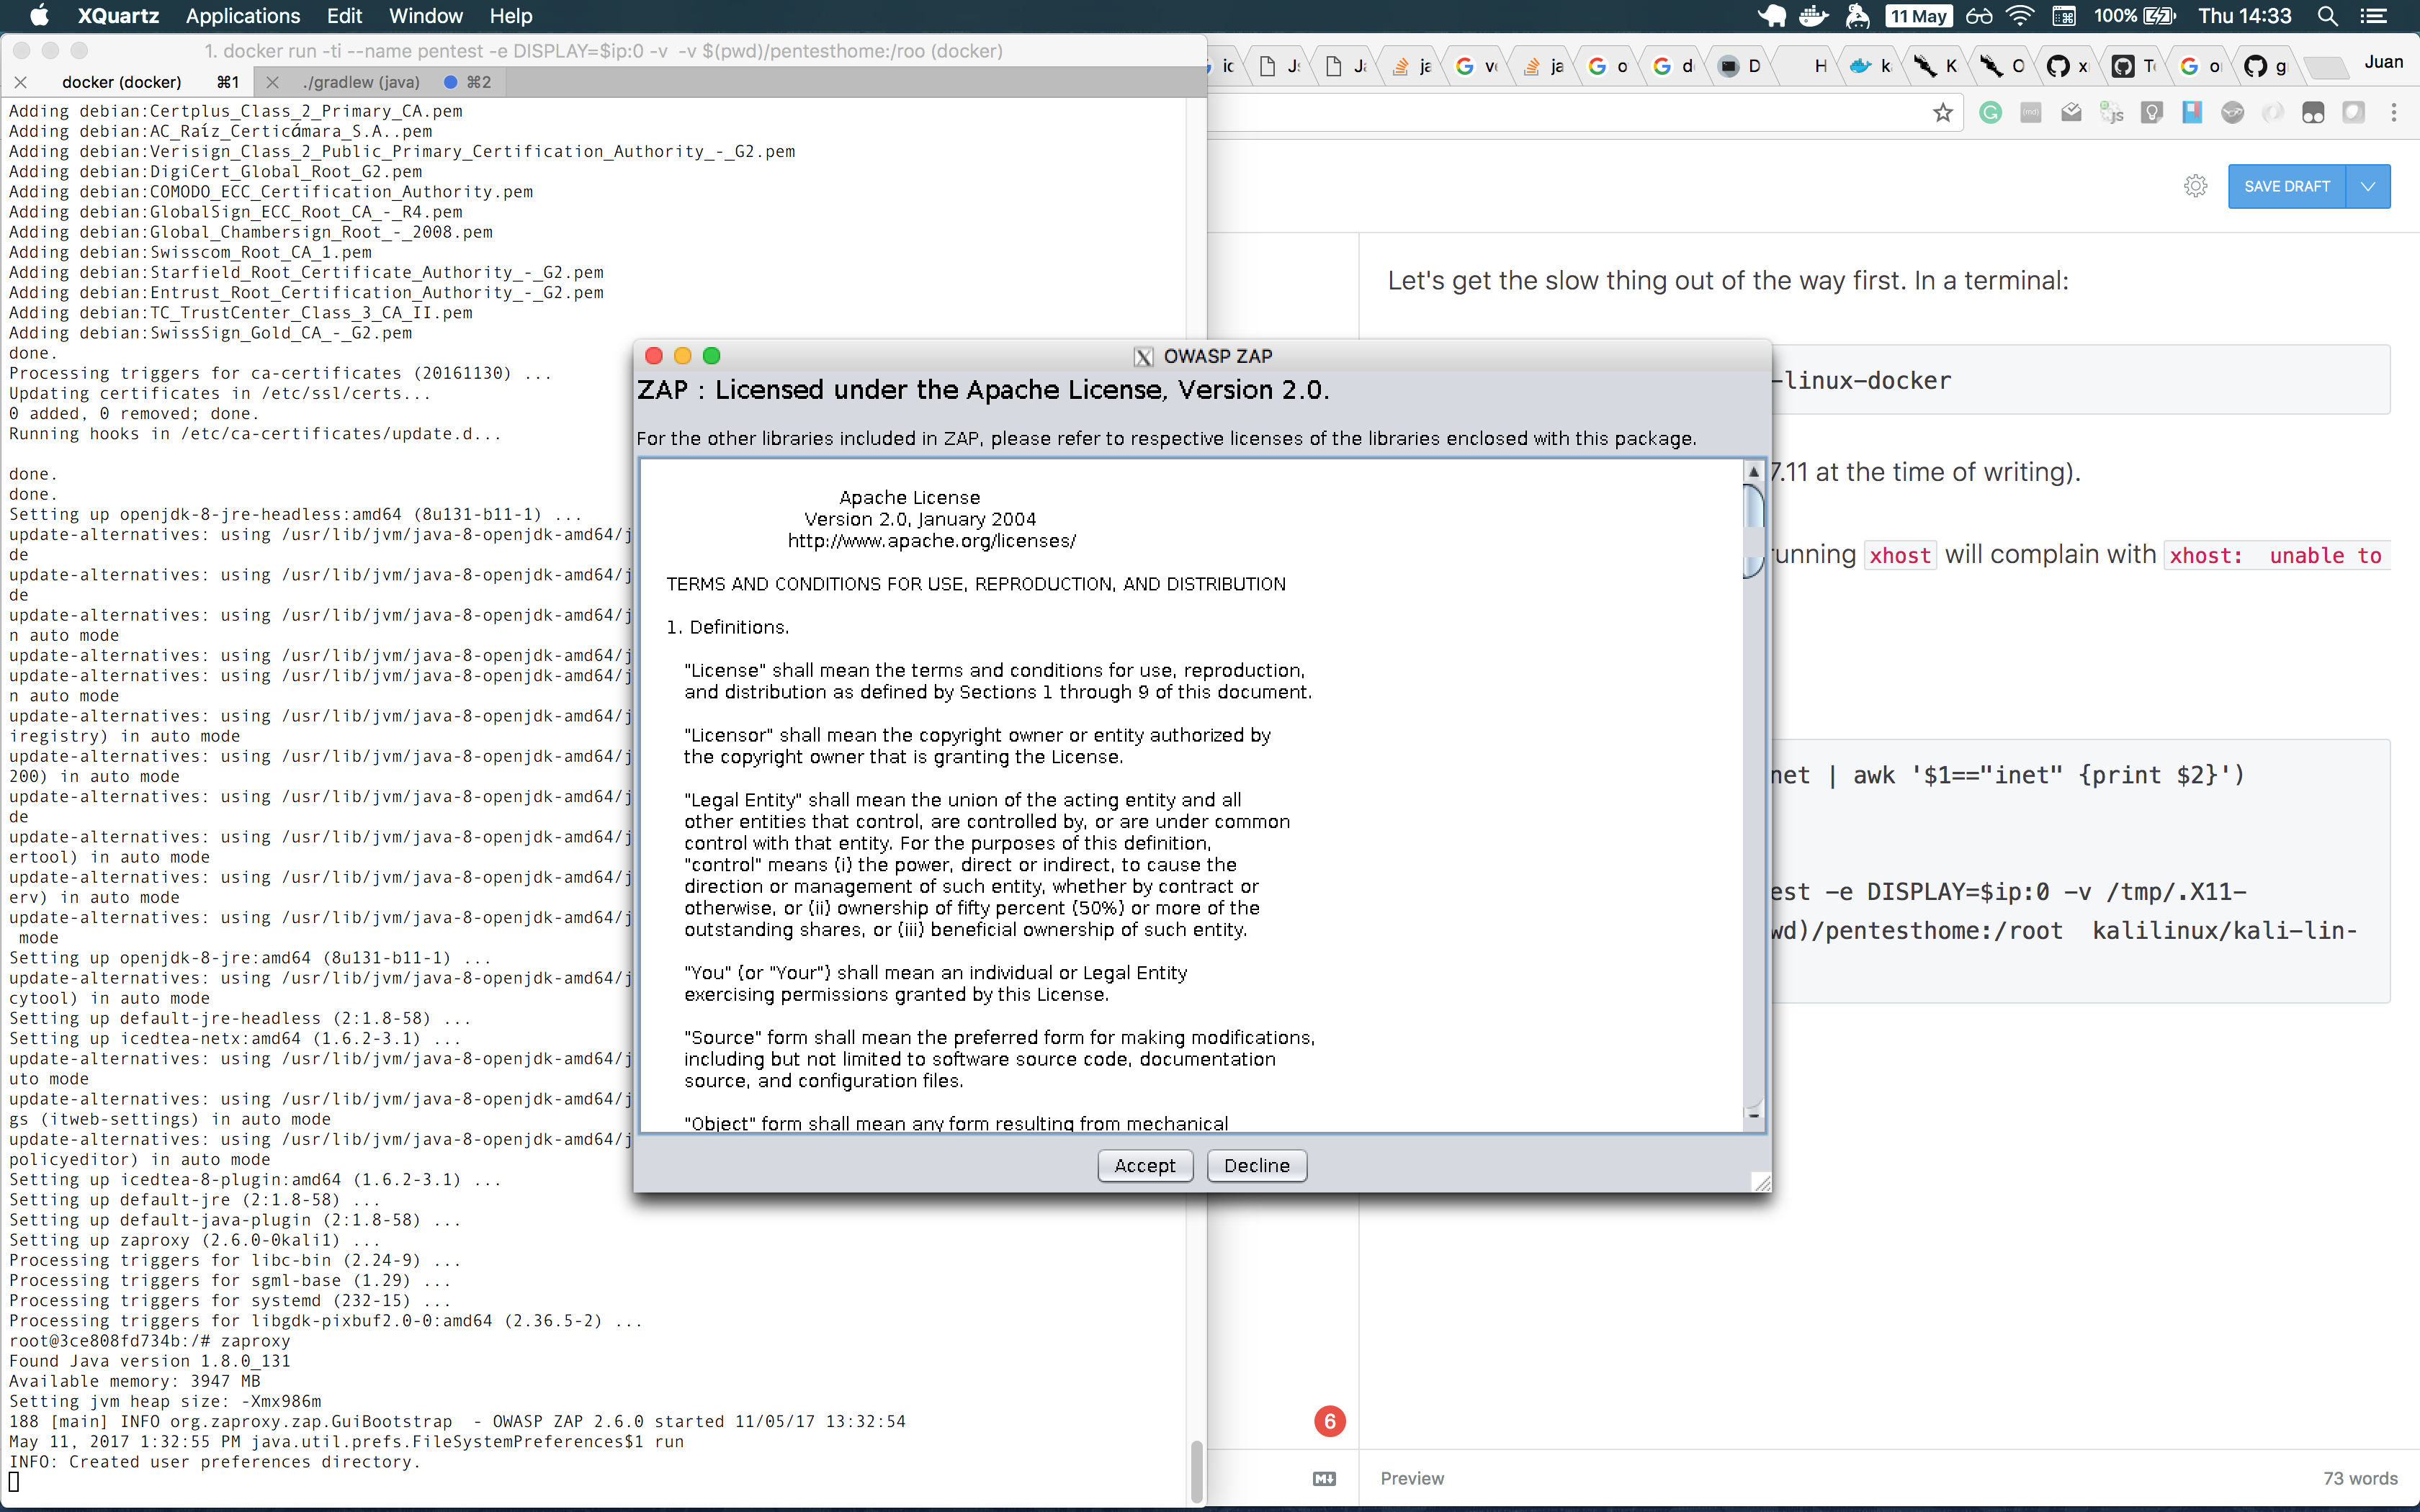 XQuartz Applications Edit Window Help
11 May 100% Thu 14:33
1. docker run -ti --name pentest -e DISPLAY=$ip:0 -v  -v $(pwd)/pentesthome:/roo (docker)
docker (docker) ⌘1 ./gradlew (java) ⌘2
Adding debian:Certplus_Class_2_Primary_CA.pem
Adding debian:AC_Raíz_Certicámara_S.A..pem
Adding debian:Verisign_Class_2_Public_Primary_Certification_Authority_-_G2.pem
Adding debian:DigiCert_Global_Root_G2.pem
Adding debian:COMODO_ECC_Certification_Authority.pem
Adding debian:GlobalSign_ECC_Root_CA_-_R4.pem
Adding debian:Global_Chambersign_Root_-_2008.pem
Adding debian:Swisscom_Root_CA_1.pem
Adding debian:Starfield_Root_Certificate_Authority_-_G2.pem
Adding debian:Entrust_Root_Certification_Authority_-_G2.pem
Adding debian:TC_TrustCenter_Class_3_CA_II.pem
Adding debian:SwissSign_Gold_CA_-_G2.pem
done.
Processing triggers for ca-certificates (20161130) ...
Updating certificates in /etc/ssl/certs...
0 added, 0 removed; done.
Running hooks in /etc/ca-certificates/update.d...
done.
done.
Setting up openjdk-8-jre-headless:amd64 (8u131-b11-1) ...
update-alternatives: using /usr/lib/jvm/java-8-openjdk-amd64/j
de
update-alternatives: using /usr/lib/jvm/java-8-openjdk-amd64/j
de
update-alternatives: using /usr/lib/jvm/java-8-openjdk-amd64/j
n auto mode
update-alternatives: using /usr/lib/jvm/java-8-openjdk-amd64/j
update-alternatives: using /usr/lib/jvm/java-8-openjdk-amd64/j
n auto mode
update-alternatives: using /usr/lib/jvm/java-8-openjdk-amd64/j
iregistry) in auto mode
update-alternatives: using /usr/lib/jvm/java-8-openjdk-amd64/j
200) in auto mode
update-alternatives: using /usr/lib/jvm/java-8-openjdk-amd64/j
de
update-alternatives: using /usr/lib/jvm/java-8-openjdk-amd64/j
ertool) in auto mode
update-alternatives: using /usr/lib/jvm/java-8-openjdk-amd64/j
erv) in auto mode
update-alternatives: using /usr/lib/jvm/java-8-openjdk-amd64/j
mode
Setting up openjdk-8-jre:amd64 (8u131-b11-1) ...
update-alternatives: using /usr/lib/jvm/java-8-openjdk-amd64/j
cytool) in auto mode
Setting up default-jre-headless (2:1.8-58) ...
Setting up icedtea-netx:amd64 (1.6.2-3.1) ...
update-alternatives: using /usr/lib/jvm/java-8-openjdk-amd64/j
uto mode
update-alternatives: using /usr/lib/jvm/java-8-openjdk-amd64/j
gs (itweb-settings) in auto mode
update-alternatives: using /usr/lib/jvm/java-8-openjdk-amd64/j
policyeditor) in auto mode
Setting up icedtea-8-plugin:amd64 (1.6.2-3.1) ...
Setting up default-jre (2:1.8-58) ...
Setting up default-java-plugin (2:1.8-58) ...
Setting up zaproxy (2.6.0-0kali1) ...
Processing triggers for libc-bin (2.24-9) ...
Processing triggers for sgml-base (1.29) ...
Processing triggers for systemd (232-15) ...
Processing triggers for libgdk-pixbuf2.0-0:amd64 (2.36.5-2) ...
root@3ce808fd734b:/# zaproxy
Found Java version 1.8.0_131
Available memory: 3947 MB
Setting jvm heap size: -Xmx986m
188 [main] INFO org.zaproxy.zap.GuiBootstrap  - OWASP ZAP 2.6.0 started 11/05/17 13:32:54
May 11, 2017 1:32:55 PM java.util.prefs.FileSystemPreferences$1 run
INFO: Created user preferences directory.
OWASP ZAP
ZAP : Licensed under the Apache License, Version 2.0.
For the other libraries included in ZAP, please refer to respective licenses of the libraries enclosed with this package.
Apache License
Version 2.0, January 2004
http://www.apache.org/licenses/
TERMS AND CONDITIONS FOR USE, REPRODUCTION, AND DISTRIBUTION
1. Definitions.
"License" shall mean the terms and conditions for use, reproduction,
and distribution as defined by Sections 1 through 9 of this document.
"Licensor" shall mean the copyright owner or entity authorized by
the copyright owner that is granting the License.
"Legal Entity" shall mean the union of the acting entity and all
other entities that control, are controlled by, or are under common
control with that entity. For the purposes of this definition,
"control" means (i) the power, direct or indirect, to cause the
direction or management of such entity, whether by contract or
otherwise, or (ii) ownership of fifty percent (50%) or more of the
outstanding shares, or (iii) beneficial ownership of such entity.
"You" (or "Your") shall mean an individual or Legal Entity
exercising permissions granted by this License.
"Source" form shall mean the preferred form for making modifications,
including but not limited to software source code, documentation
source, and configuration files.
"Object" form shall mean any form resulting from mechanical
Accept Decline
ic Js Ja ja ve ja o d D H k K O x T o g Juan
SAVE DRAFT
Let's get the slow thing out of the way first. In a terminal:
-linux-docker
7.11 at the time of writing).
unning xhost will complain with xhost:  unable to
net | awk '$1=="inet" {print $2}')
est -e DISPLAY=$ip:0 -v /tmp/.X11-
wd)/pentesthome:/root  kalilinux/kali-lin-
6
Preview 73 words